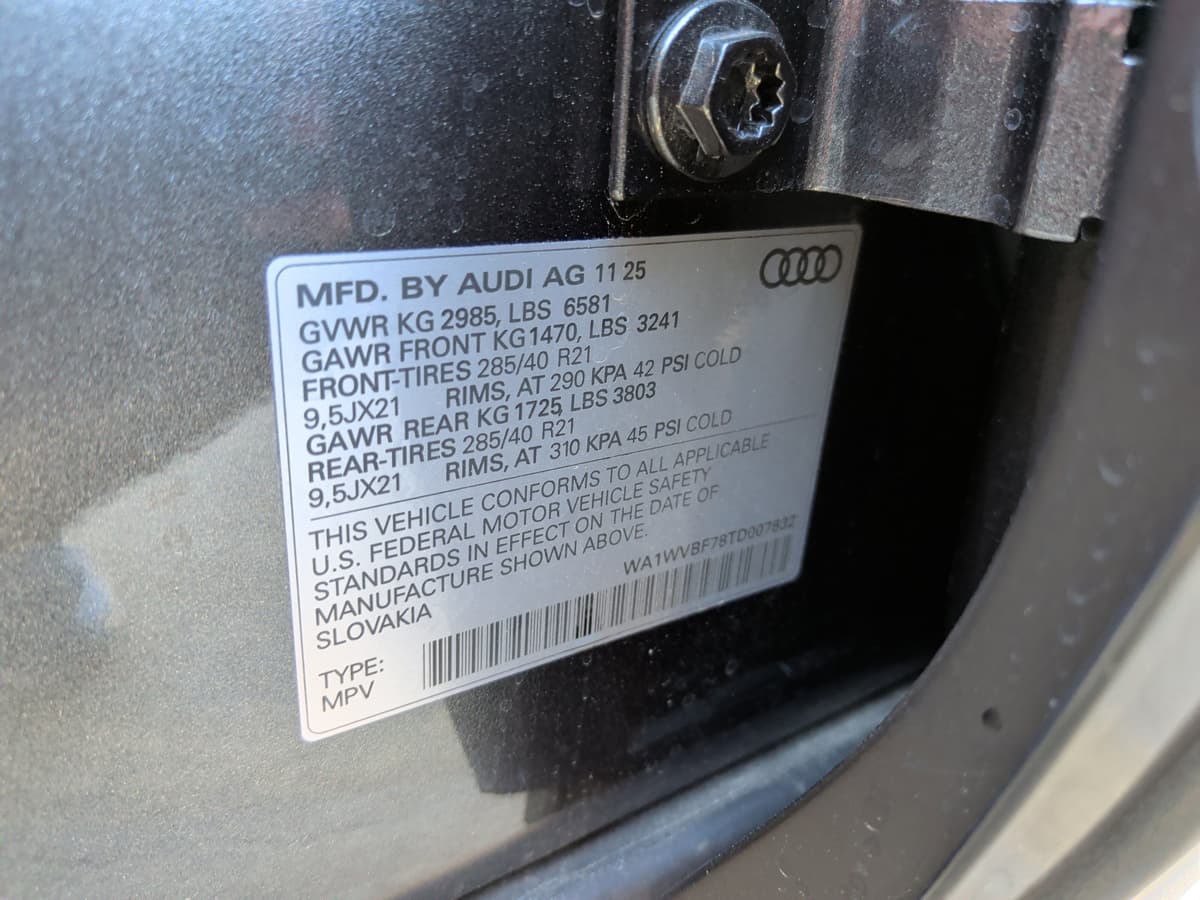 MFD. BY AUDI AG 11 25
GVWR KG 2985, LBS 6581
GAWR FRONT KG1470, LBS 3241
FRONT-TIRES 285/40 R21
9,5JX21 RIMS, AT 290 KPA 42 PSI COLD
GAWR REAR KG 1725, LBS 3803
REAR-TIRES 285/40 R21
9,5JX21 RIMS, AT 310 KPA 45 PSI COLD
THIS VEHICLE CONFORMS TO ALL APPLICABLE
U.S. FEDERAL MOTOR VEHICLE SAFETY
STANDARDS IN EFFECT ON THE DATE OF
MANUFACTURE SHOWN ABOVE.
SLOVAKIA
WA1WVBF78TD007832
TYPE:
MPV